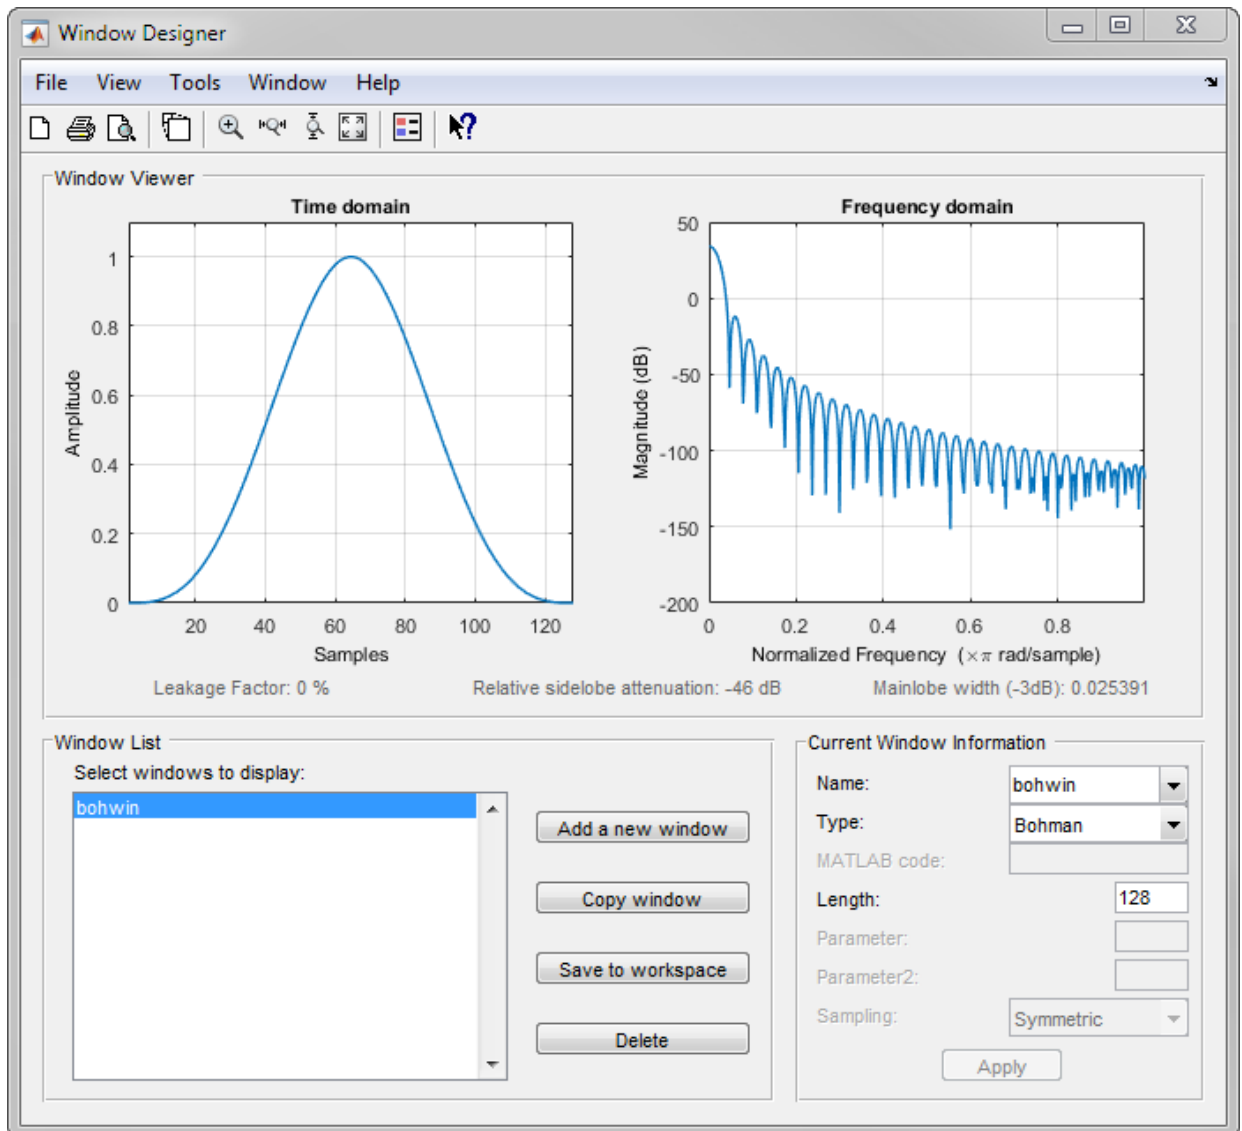 Window Designer
File View Tools Window Help
Window Viewer
Time domain
Amplitude
1
0.8
0.6
0.4
0.2
0
20 40 60 80 100 120
Samples
Frequency domain
Magnitude (dB)
50
0
-50
-100
-150
-200
0 0.2 0.4 0.6 0.8
Normalized Frequency (×π rad/sample)
Leakage Factor: 0 % Relative sidelobe attenuation: -46 dB Mainlobe width (-3dB): 0.025391
Window List
Select windows to display:
bohwin
Add a new window
Copy window
Save to workspace
Delete
Current Window Information
Name: bohwin
Type: Bohman
MATLAB code:
Length: 128
Parameter:
Parameter2:
Sampling: Symmetric
Apply